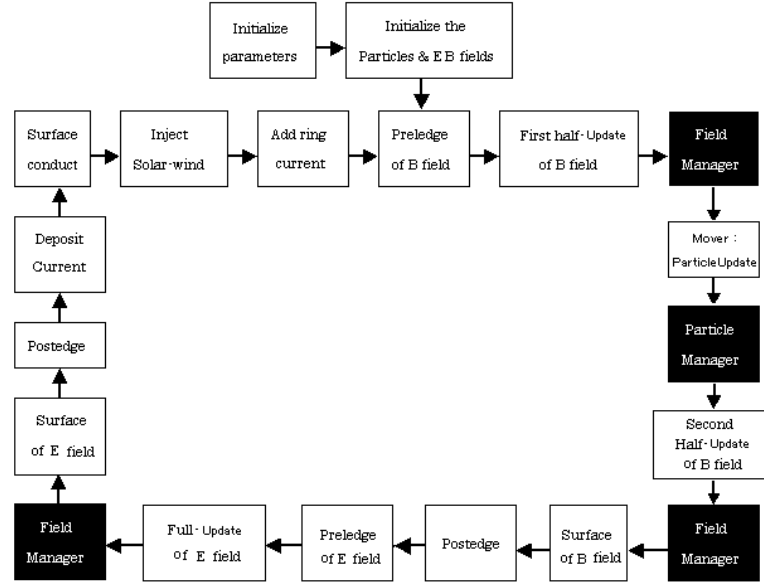 Initialize
parameters
Initialize the
Particles & E B fields
Surface
conduct
Inject
Solar-wind
Add ring
current
Preledge
of B field
First half-Update
of B field
Field
Manager
Mover :
ParticleUpdate
Particle
Manager
Second
Half-Update
of B field
Field
Manager
Surface
of B field
Postedge
Preledge
of E field
Full-Update
of E field
Field
Manager
Surface
of E field
Postedge
Deposit
Current